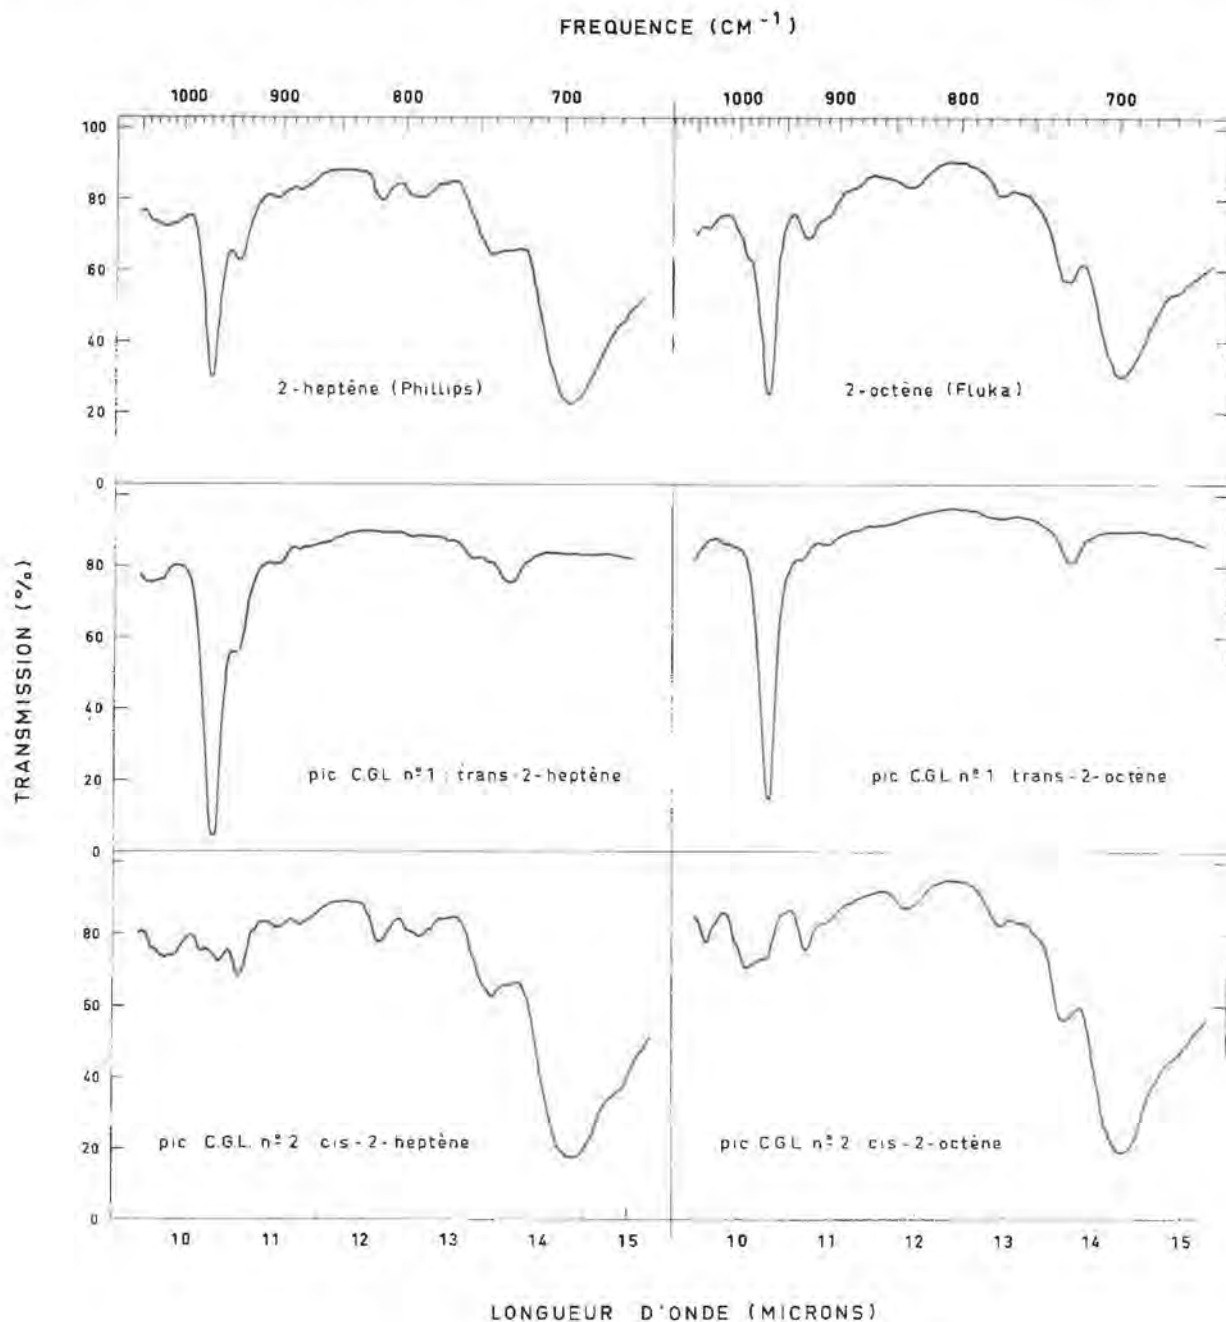 FREQUENCE (CM⁻¹)
1000 900 800 700 1000 900 800 700
100
80
60
40
20
0
2-heptène (Phillips)
2-octène (Fluka)
80
60
40
20
0
pic C.G.L n° 1 : trans-2-heptène
pic C.G.L n° 1 trans-2-octène
TRANSMISSION (%)
80
60
40
20
0
pic C.G.L. n° 2 cis-2-heptène
pic C.G.L n° 2 cis-2-octène
10 11 12 13 14 15 10 11 12 13 14 15
LONGUEUR D'ONDE (MICRONS)